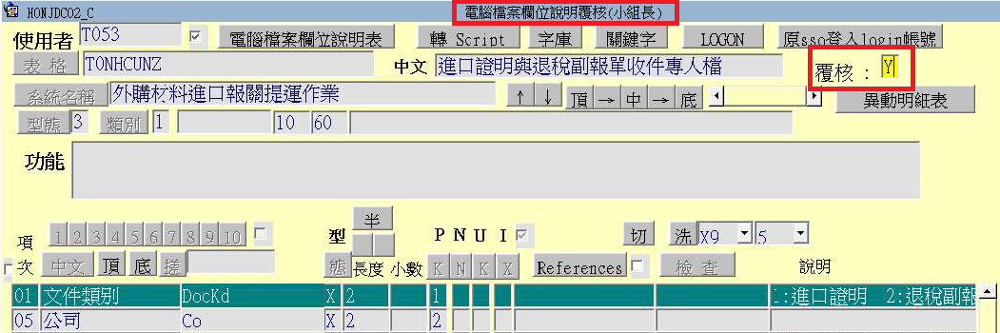 HONJDCO2_C 電腦檔案欄位說明覆核(小組長)
使用者 T053 電腦檔案欄位說明表 轉 Script 字庫 關鍵字 LOGON 原sso登入login帳號
表 格 TONHCUNZ 中文 進口證明與退稅副報單收件專人檔 覆核 : Y
系統名稱 外購材料進口報關提運作業 ↑ ↓ 頂 → 中 → 底 異動明細表
型態 3 類別 1 10 60
功能
半
項 1 2 3 4 5 6 7 8 9 10 型 P N U I 切 洗 X9 5
次 中文 頂 底 搓 態 長度 小數 K N K X References 檢 查 說明
01 文件類別 DocKd X 2 1 1:進口證明 2:退稅副報
05 公司 Co X 2 2